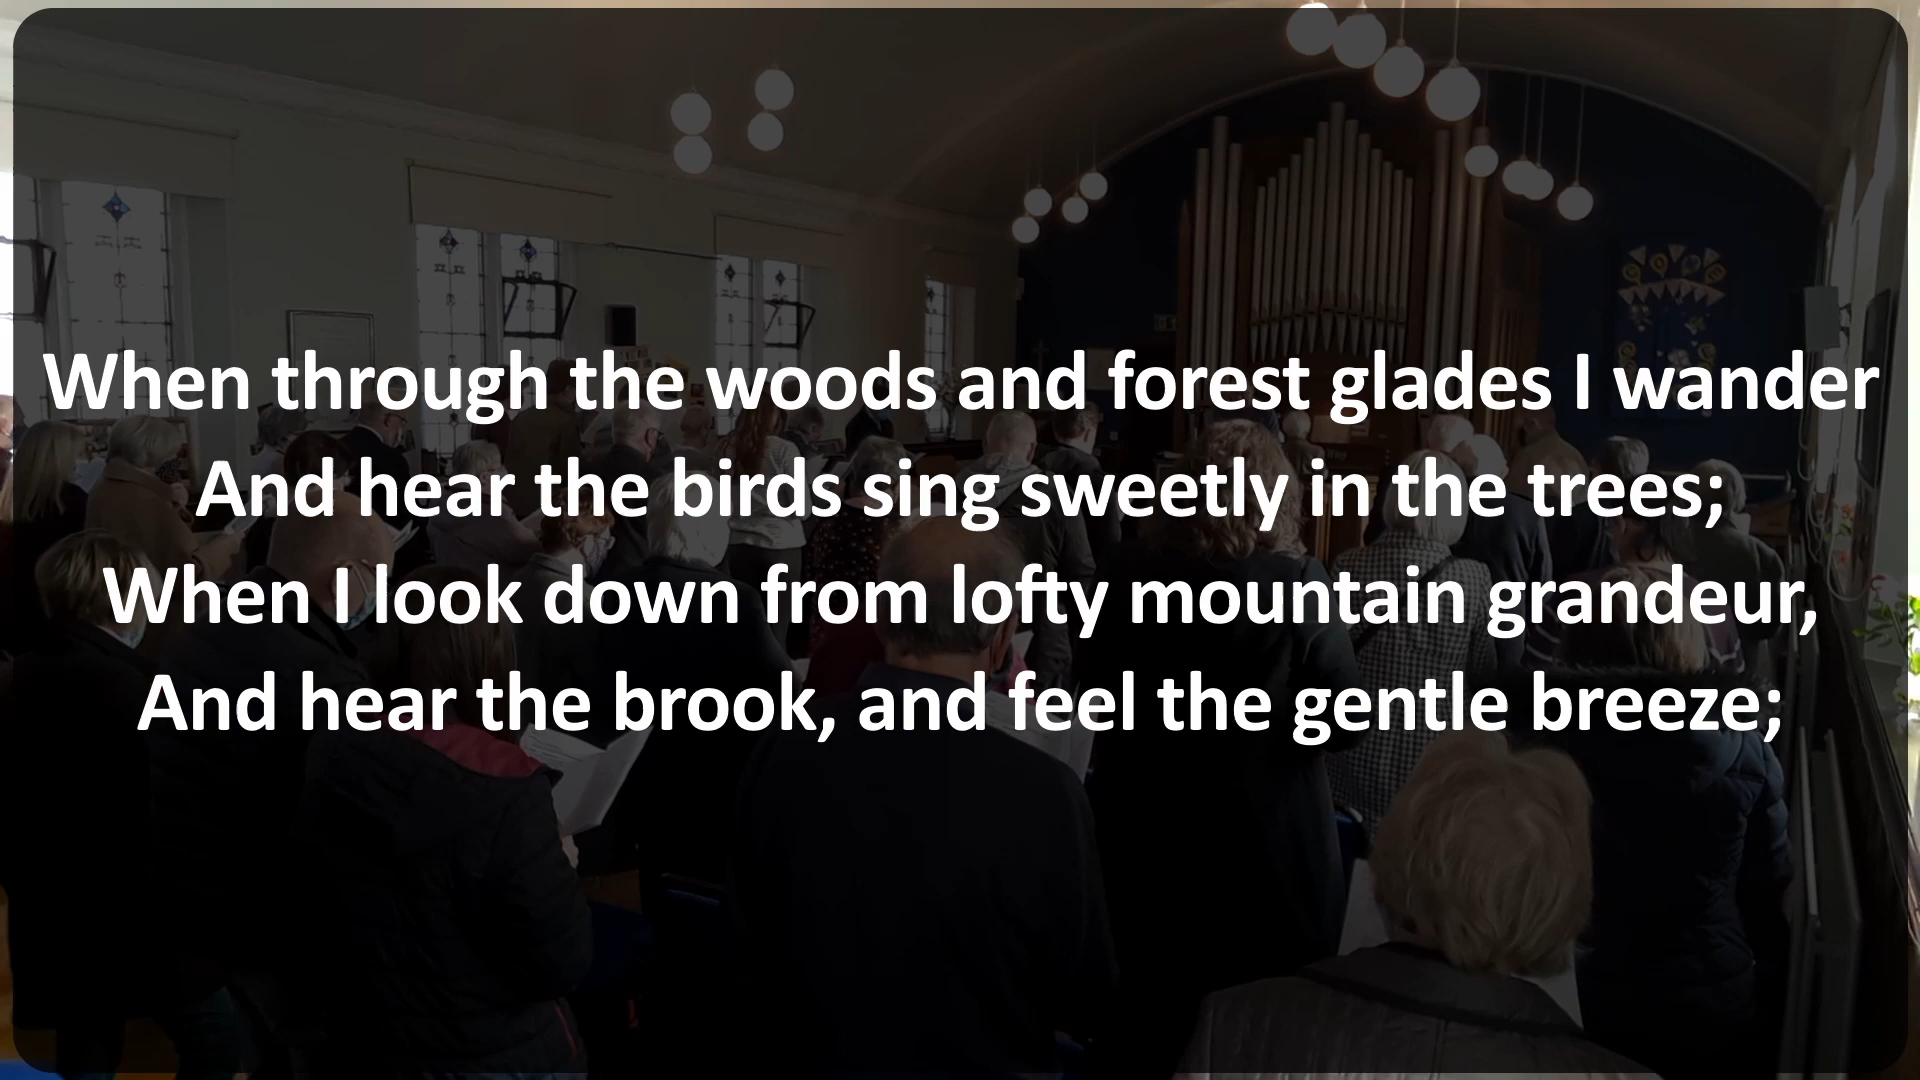 When through the woods and forest glades I wander
And hear the birds sing sweetly in the trees;
When I look down from lofty mountain grandeur,
And hear the brook, and feel the gentle breeze;